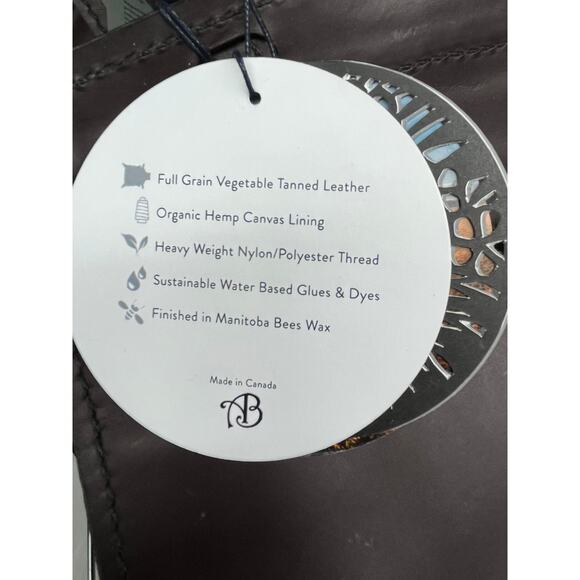 Full Grain Vegetable Tanned Leather
Organic Hemp Canvas Lining
Heavy Weight Nylon/Polyester Thread
Sustainable Water Based Glues & Dyes
Finished in Manitoba Bees Wax
Made in Canada
AB